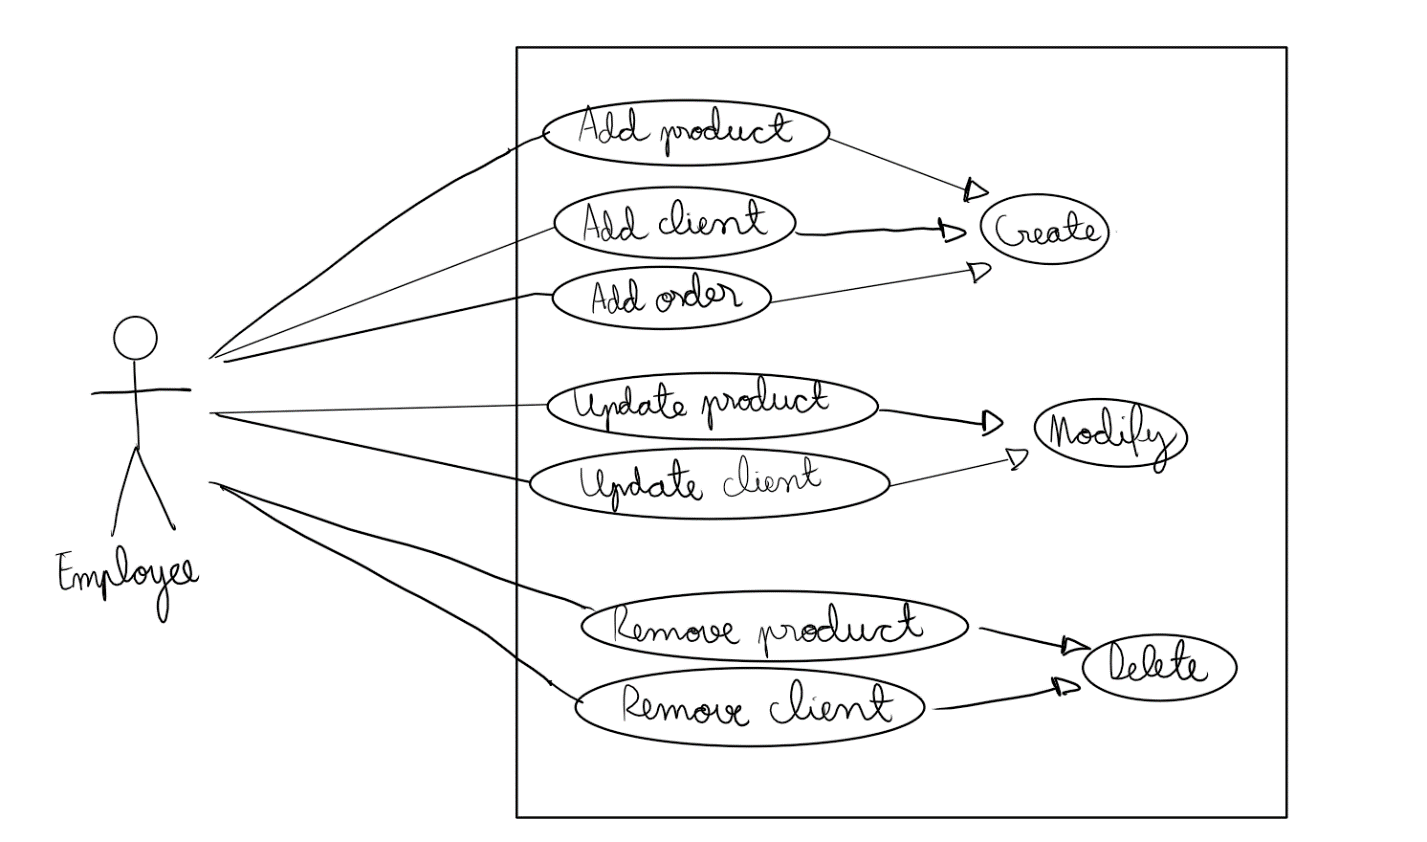 Add product
Add client
Add order
Create
Update product
Update client
Modify
Employee
Remove product
Remove client
Delete